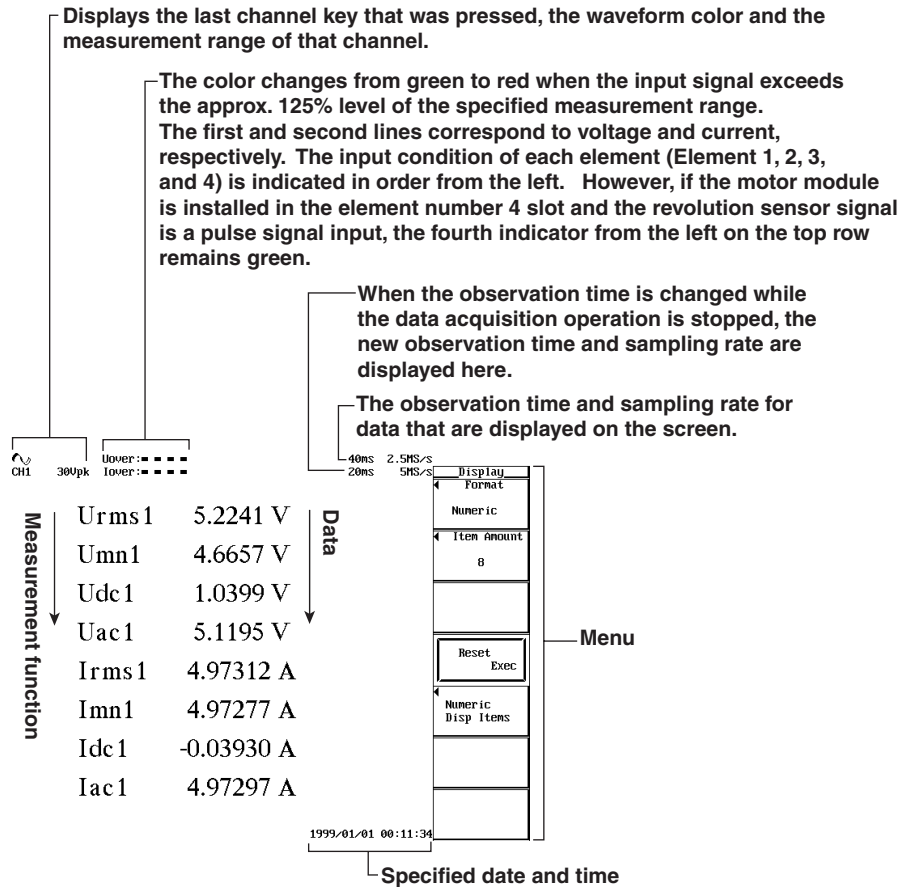 Displays the last channel key that was pressed, the waveform color and the
measurement range of that channel.
The color changes from green to red when the input signal exceeds
the approx. 125% level of the specified measurement range.
The first and second lines correspond to voltage and current,
respectively. The input condition of each element (Element 1, 2, 3,
and 4) is indicated in order from the left. However, if the motor module
is installed in the element number 4 slot and the revolution sensor signal
is a pulse signal input, the fourth indicator from the left on the top row
remains green.
When the observation time is changed while
the data acquisition operation is stopped, the
new observation time and sampling rate are
displayed here.
The observation time and sampling rate for
data that are displayed on the screen.
CH1 30Vpk
Uover:
Iover:
40ms 2.5MS/s
20ms 5MS/s
Measurement function
Urms1 5.2241 V
Umn1 4.6657 V
Udc1 1.0399 V
Uac1 5.1195 V
Irms1 4.97312 A
Imn1 4.97277 A
Idc1 -0.03930 A
Iac1 4.97297 A
Data
Display
Format
Numeric
Item Amount
8
Reset
Exec
Numeric
Disp Items
Menu
1999/01/01 00:11:34
Specified date and time